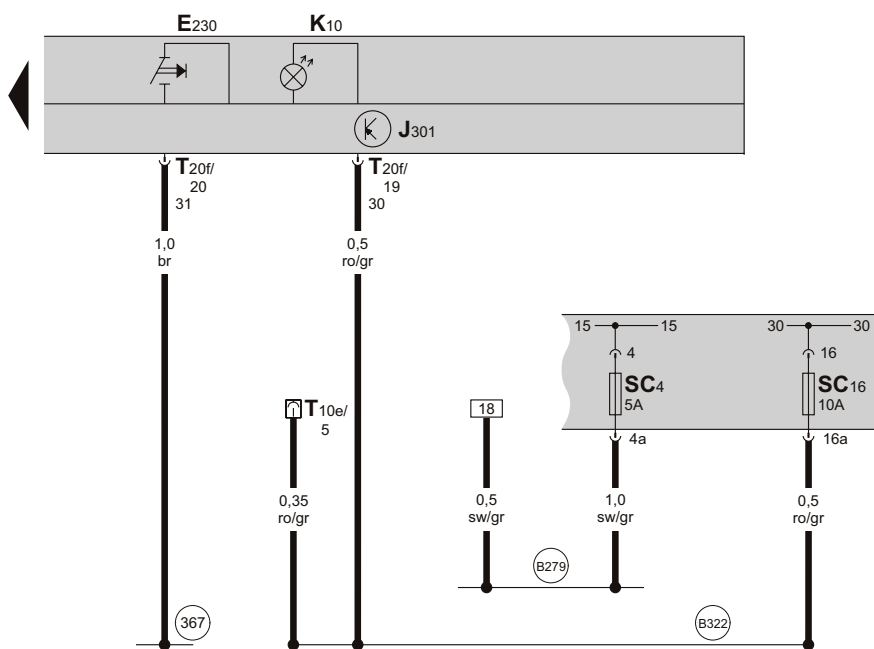 E230
K10
J301
T20f/
20
31
T20f/
19
30
1,0
br
0,5
ro/gr
15
15
30
30
4
16
SC4
5A
SC16
10A
T10e/
5
18
4a
16a
0,35
ro/gr
0,5
sw/gr
1,0
sw/gr
0,5
ro/gr
B279
367
B322